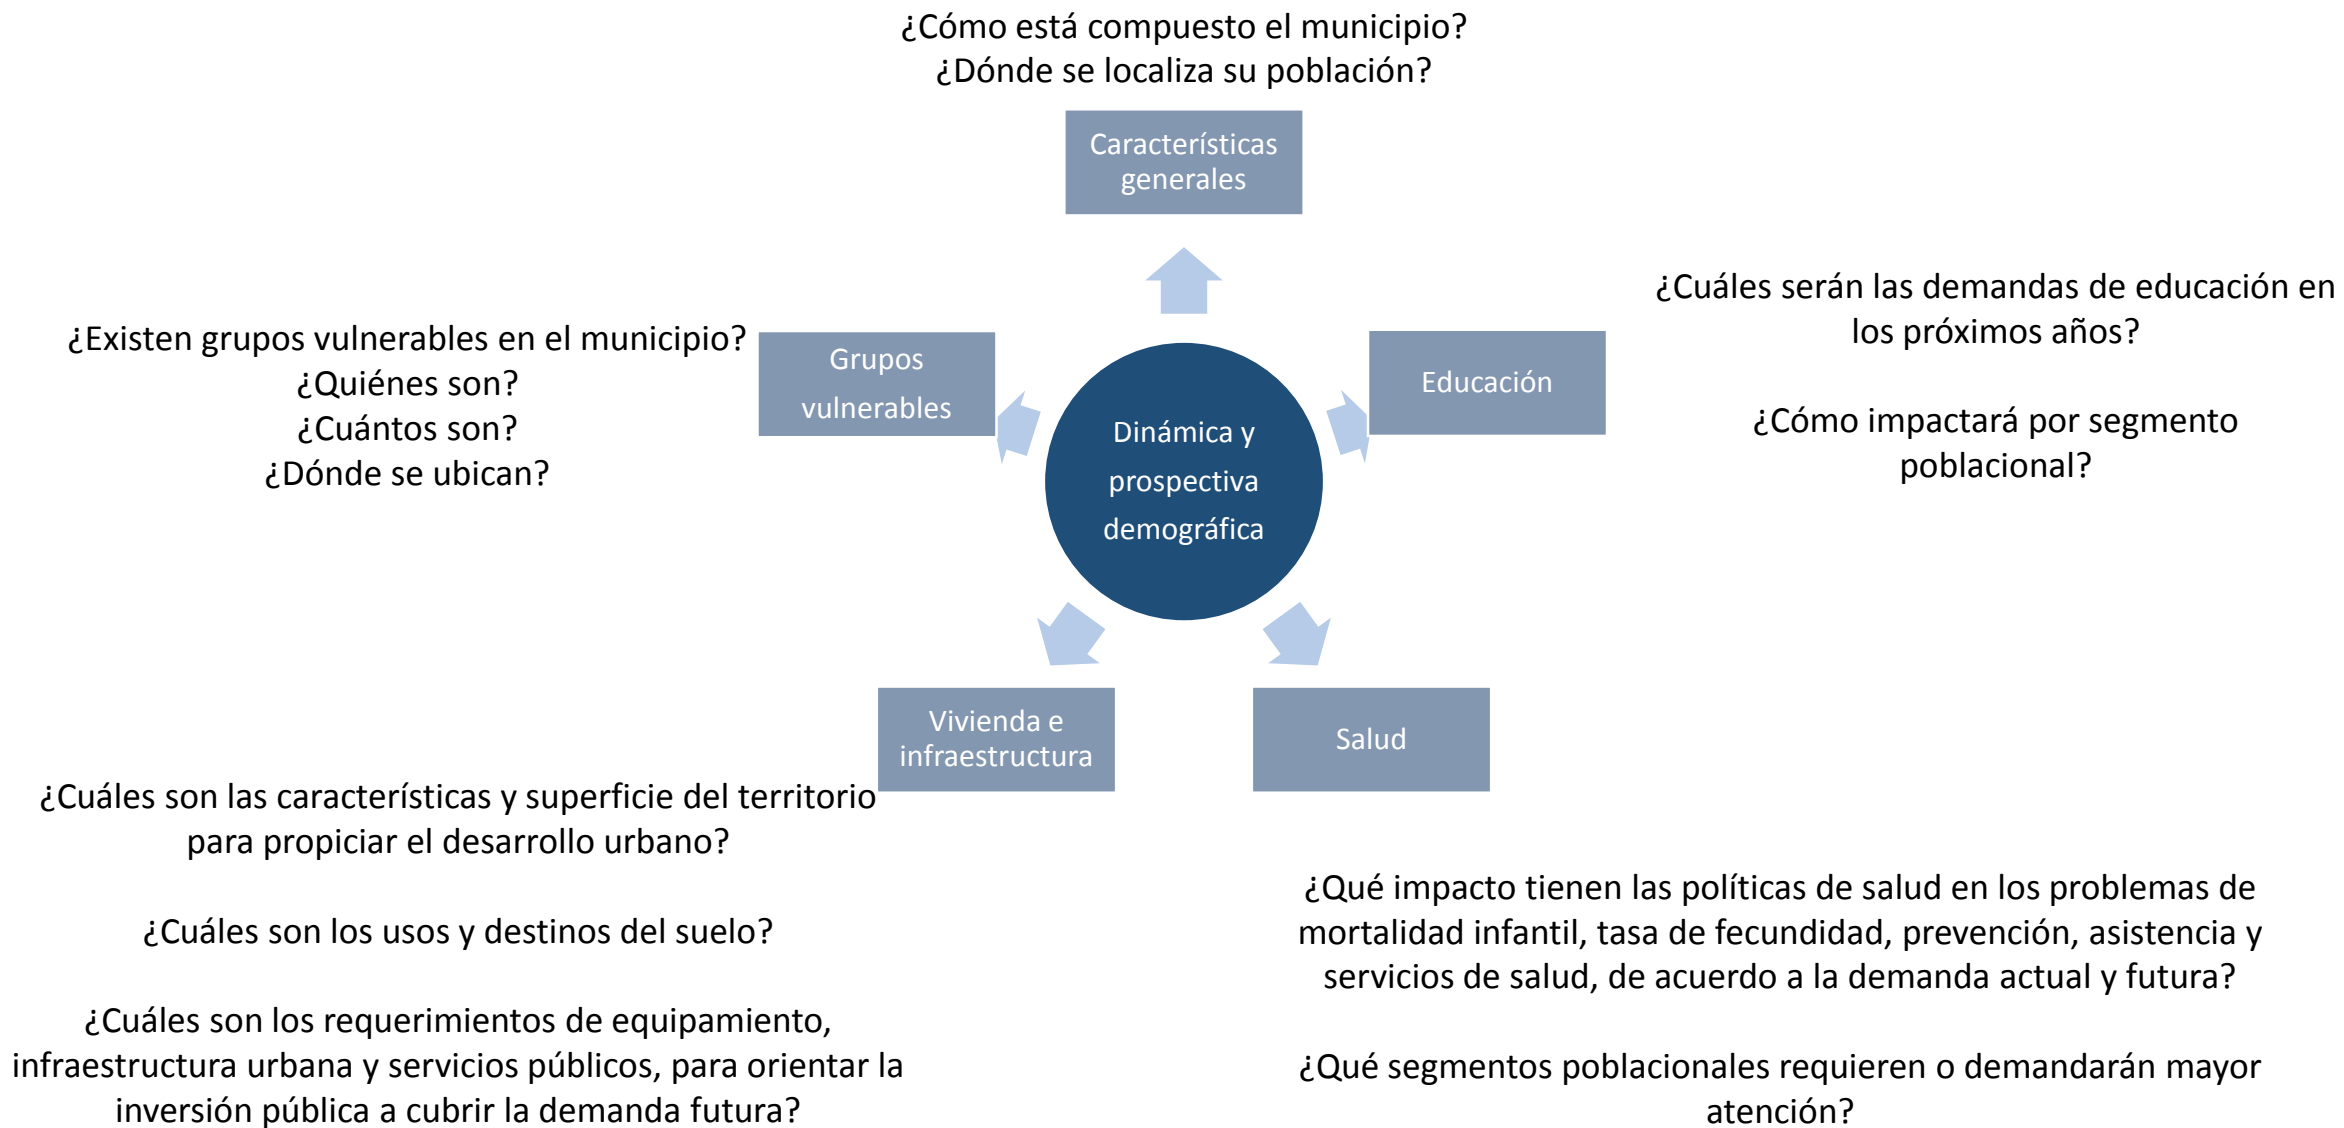 ¿Cómo está compuesto el municipio?
¿Dónde se localiza su población?
Característícas
generales
¿Existen grupos vulnerables en el municipio?
¿Quiénes son?
¿Cuántos son?
¿Dónde se ubican?
Grupos
vulnerables
Dinámica y
prospectiva
demográfica
Educación
¿Cuáles serán las demandas de educación en
los próximos años?
¿Cómo impactará por segmento
poblacional?
Vivienda e
infraestructura
¿Cuáles son las características y superficie del territorio
para propiciar el desarrollo urbano?
¿Cuáles son los usos y destinos del suelo?
¿Cuáles son los requerimientos de equipamiento,
infraestructura urbana y servicios públicos, para orientar la
inversión pública a cubrir la demanda futura?
Salud
¿Qué impacto tienen las políticas de salud en los problemas de
mortalidad infantil, tasa de fecundidad, prevención, asistencia y
servicios de salud, de acuerdo a la demanda actual y futura?
¿Qué segmentos poblacionales requieren o demandarán mayor
atención?